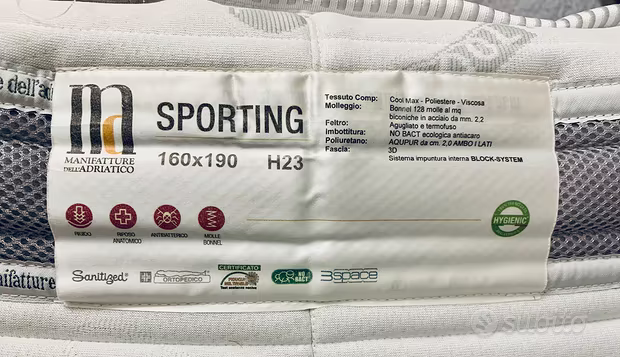 e dell'ad
Md
MANIFATTURE
DELL'ADRIATICO
SPORTING
160x190 H23
Tessuto Comp: Cool Max - Poliestere - Viscosa
Molleggio: Bonnel 128 molle al mq
biconiche in acciaio da mm. 2,2
Feltro: Agugliato e termofuso
Imbottitura: NO BACT ecologica antiacaro
Poliuretano: AQUPUR da cm. 2,0 AMBO I LATI
Fascia: 3D
Sistema impuntura interna BLOCK-SYSTEM
RIGIDO
RIPOSO
ANATOMICO
ANTIBATTERICO
MOLLE
BONNEL
HYGIENIC
anifatture
Sanitized
ORTOPEDICO
CERTIFICATO
NO
BACT
3space
subito